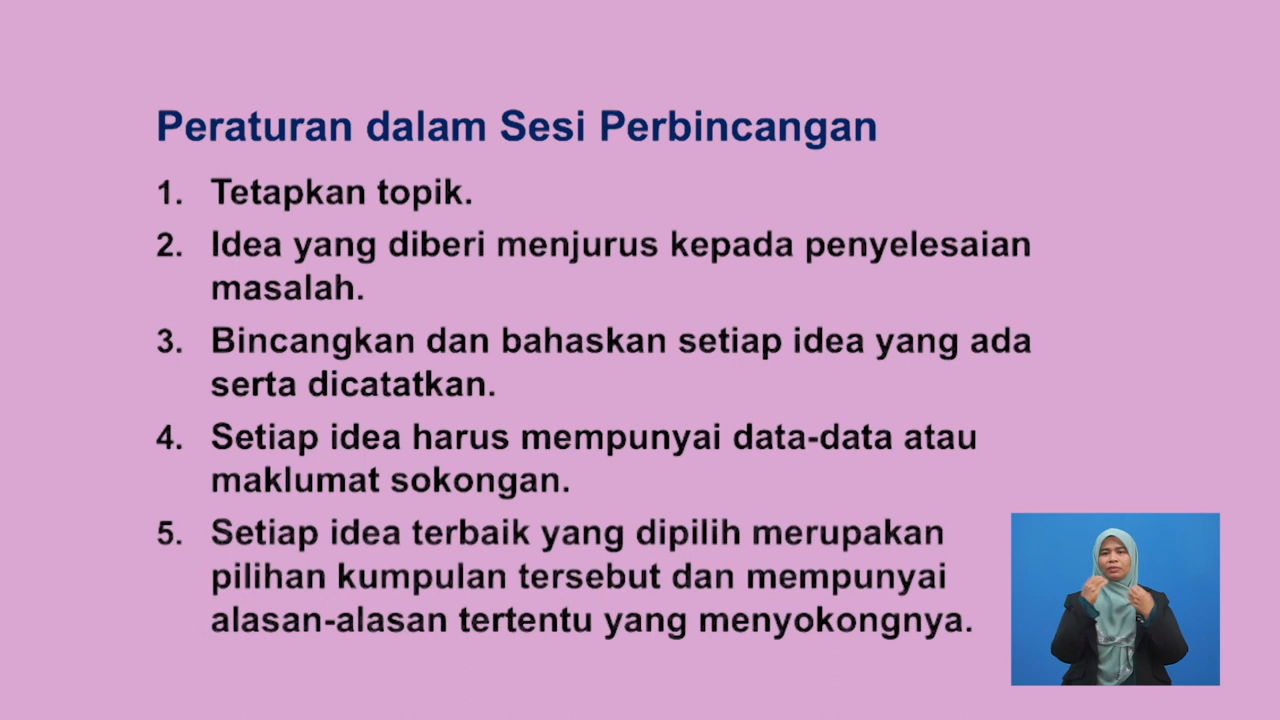 Peraturan dalam Sesi Perbincangan
1. Tetapkan topik.
2. Idea yang diberi menjurus kepada penyelesaian
masalah.
3. Bincangkan dan bahaskan setiap idea yang ada
serta dicatatkan.
4. Setiap idea harus mempunyai data-data atau
maklumat sokongan.
5. Setiap idea terbaik yang dipilih merupakan
pilihan kumpulan tersebut dan mempunyai
alasan-alasan tertentu yang menyokongnya.